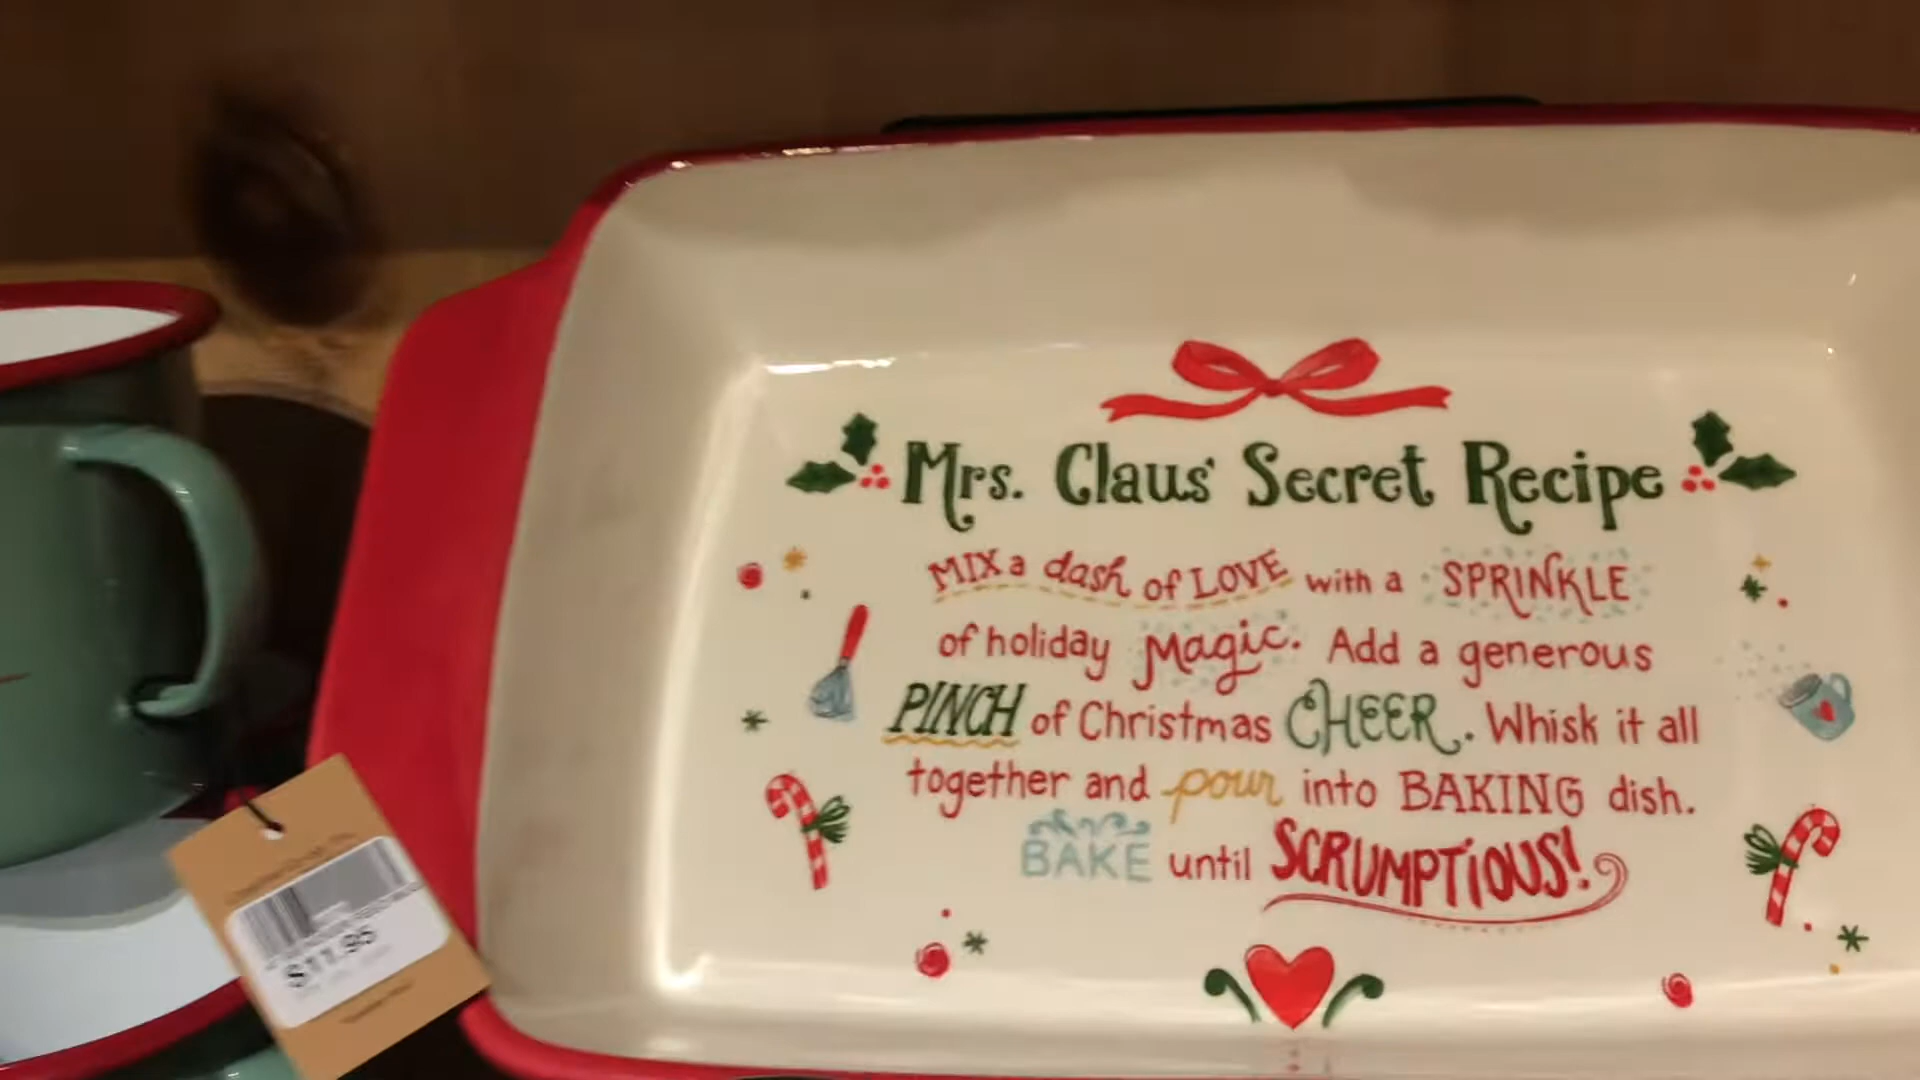 Mrs. Claus' Secret Recipe
MIX a dash of LOVE with a SPRINKLE
of holiday Magic. Add a generous
PINCH of Christmas CHEER. Whisk it all
together and pour into BAKING dish.
BAKE until SCRUMPTIOUS!
$11.95